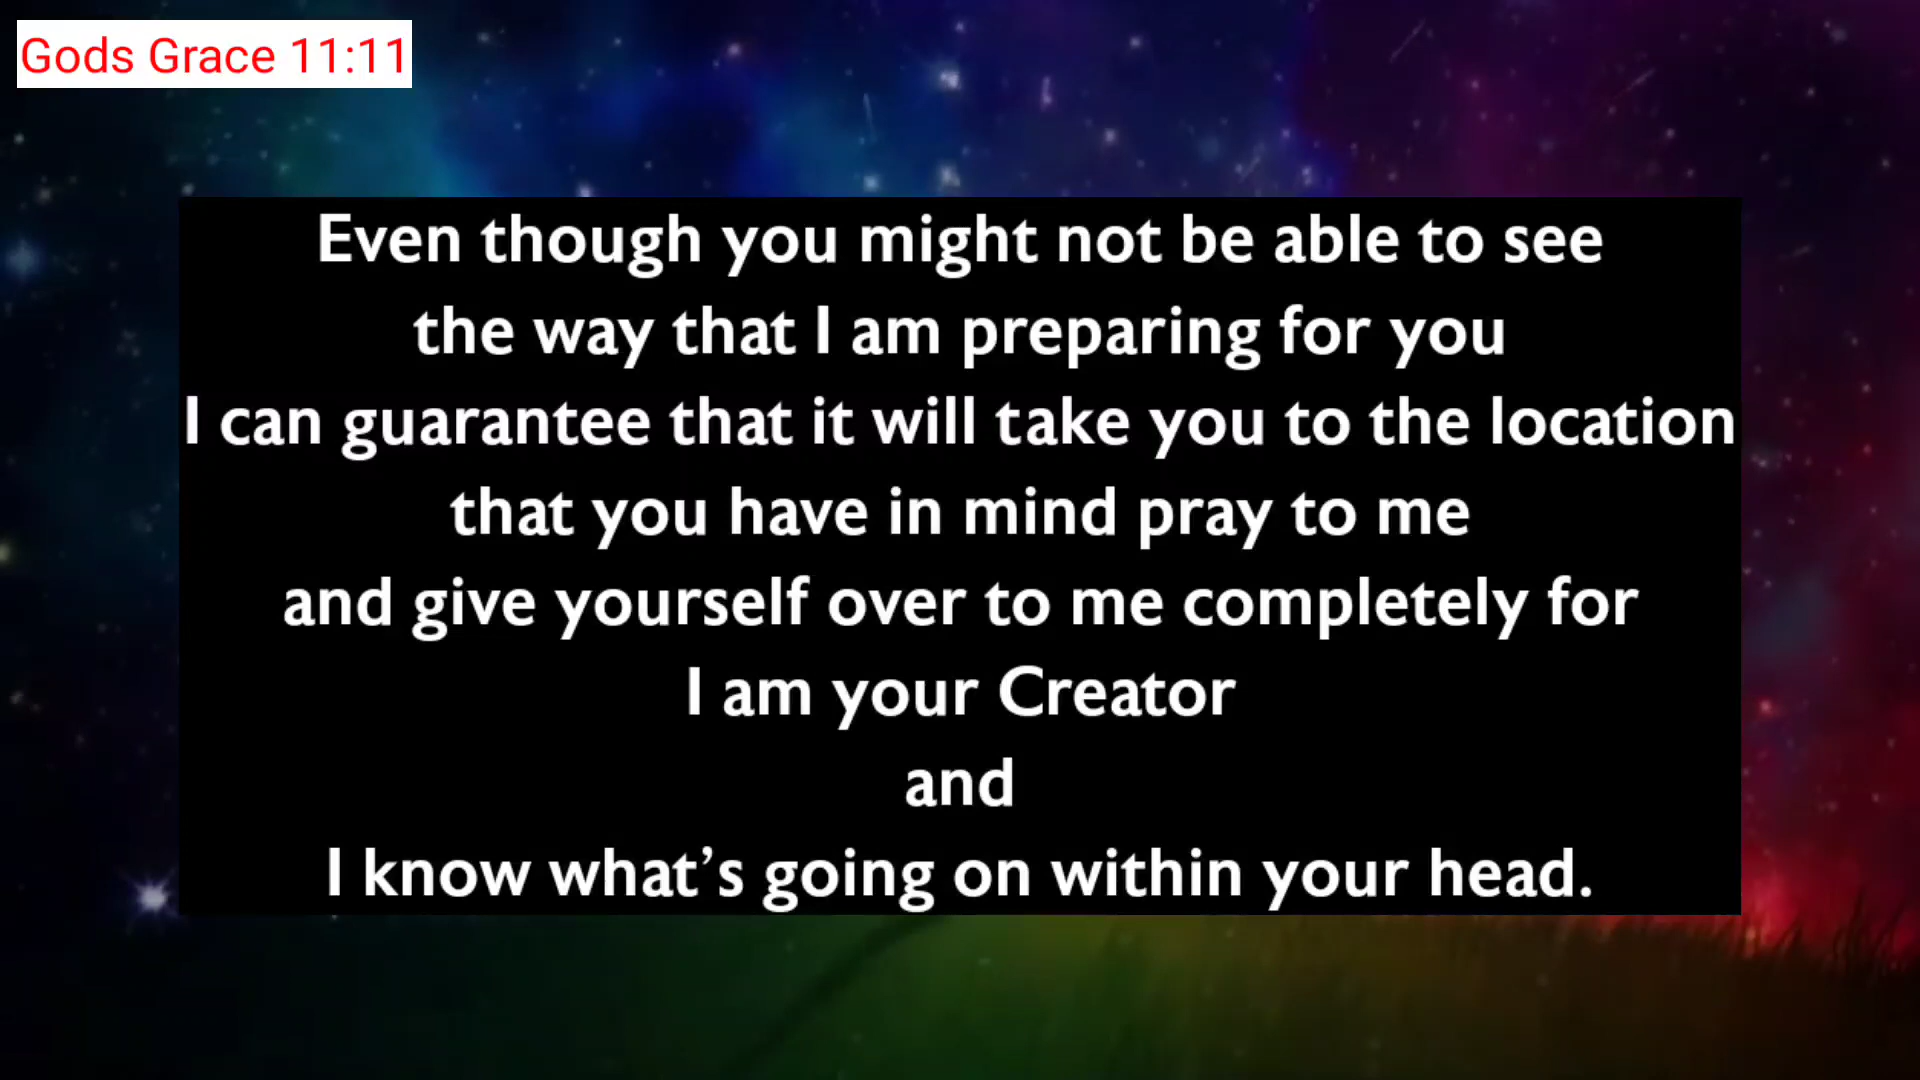 Gods Grace 11:11
Even though you might not be able to see
the way that I am preparing for you
I can guarantee that it will take you to the location
that you have in mind pray to me
and give yourself over to me completely for
I am your Creator
and
I know what’s going on within your head.